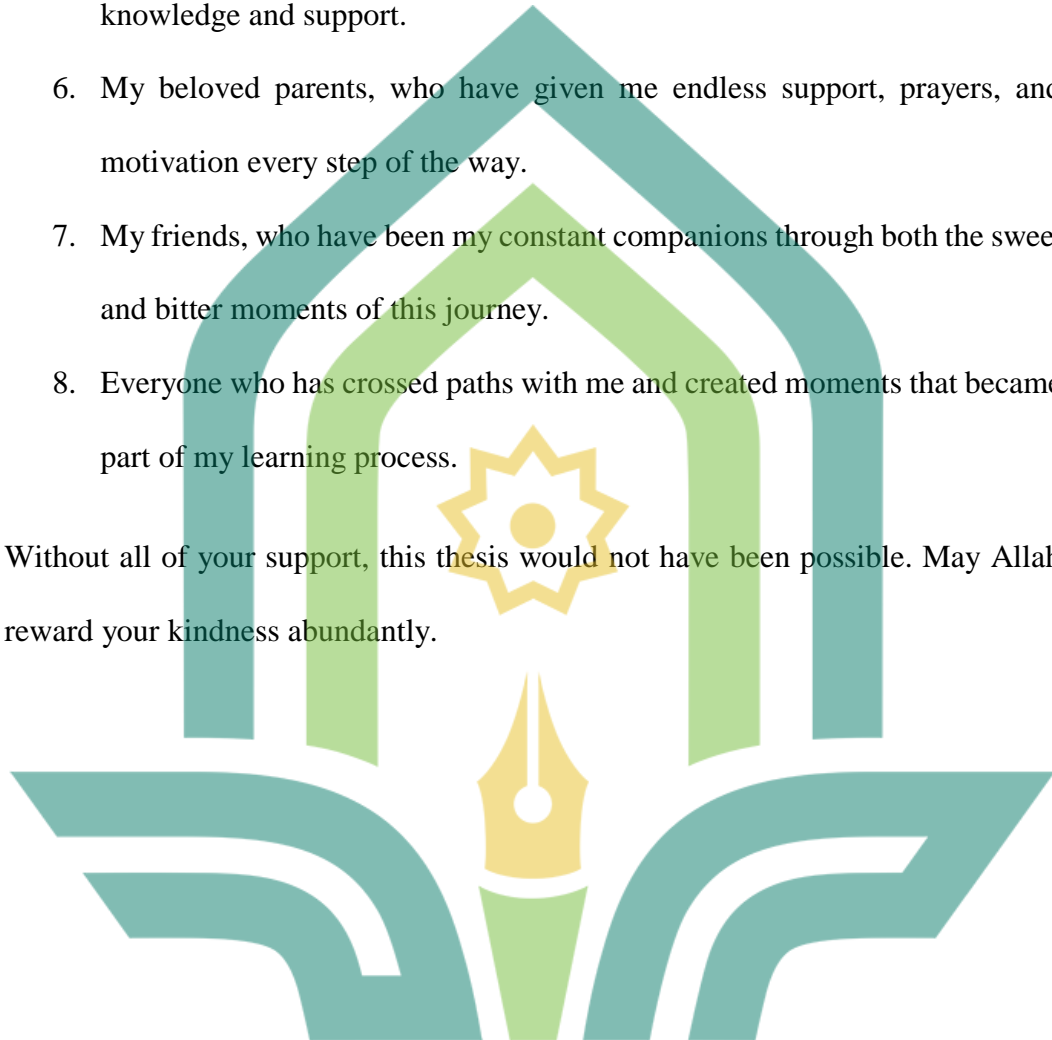 knowledge and support.
6. My beloved parents, who have given me endless support, prayers, and
motivation every step of the way.
7. My friends, who have been my constant companions through both the sweet
and bitter moments of this journey.
8. Everyone who has crossed paths with me and created moments that became
part of my learning process.
Without all of your support, this thesis would not have been possible. May Allah
reward your kindness abundantly.